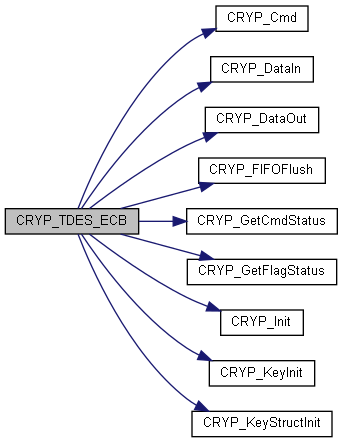 CRYP_Cmd
CRYP_DataIn
CRYP_DataOut
CRYP_FIFOFlush
CRYP_TDES_ECB
CRYP_GetCmdStatus
CRYP_GetFlagStatus
CRYP_Init
CRYP_KeyInit
CRYP_KeyStructInit